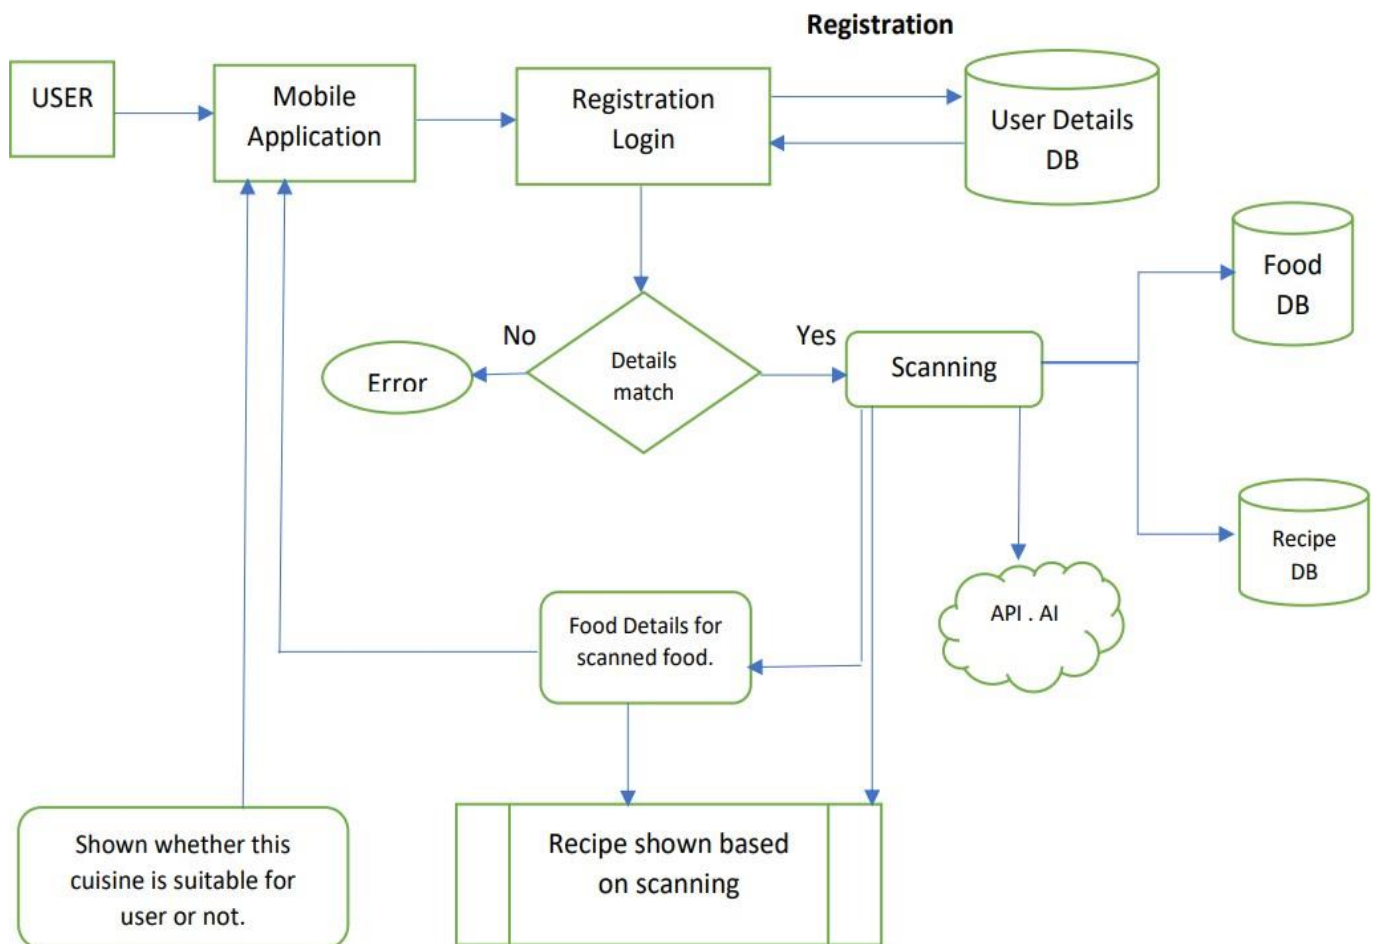 Registration
USER
Mobile
Application
Registration
Login
User Details
DB
Food
DB
No
Yes
Error
Details
match
Scanning
Recipe
DB
API . AI
Food Details for
scanned food.
Shown whether this
cuisine is suitable for
user or not.
Recipe shown based
on scanning